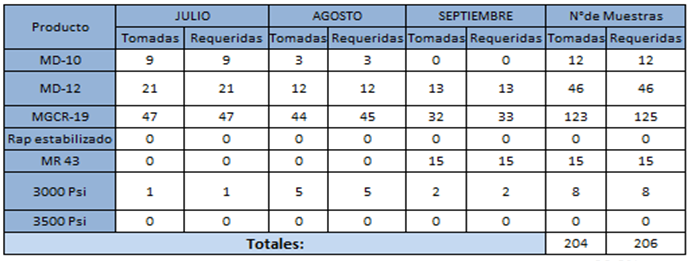 Producto JULIO AGOSTO SEPTIEMBRE N°de Muestras
Tomadas Requeridas Tomadas Requeridas Tomadas Requeridas Tomadas Requeridas
MD-10 9 9 3 3 0 0 12 12
MD-12 21 21 12 12 13 13 46 46
MGCR-19 47 47 44 45 32 33 123 125
Rap estabilizado 0 0 0 0 0 0 0 0
MR 43 0 0 0 0 15 15 15 15
3000 Psi 1 1 5 5 2 2 8 8
3500 Psi 0 0 0 0 0 0 0 0
Totales: 204 206